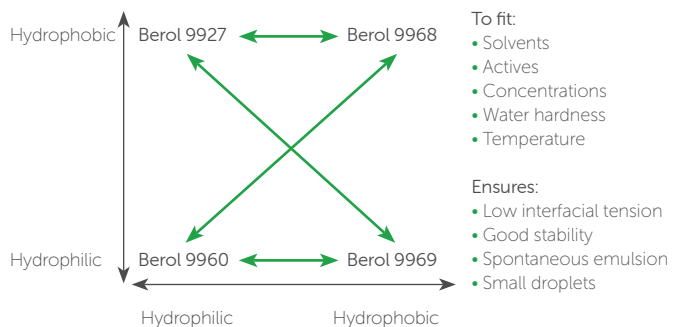 Hydrophobic
Berol 9927
Berol 9968
Hydrophilic
Berol 9960
Berol 9969
Hydrophilic
Hydrophobic
To fit:
• Solvents
• Actives
• Concentrations
• Water hardness
• Temperature
Ensures:
• Low interfacial tension
• Good stability
• Spontaneous emulsion
• Small droplets